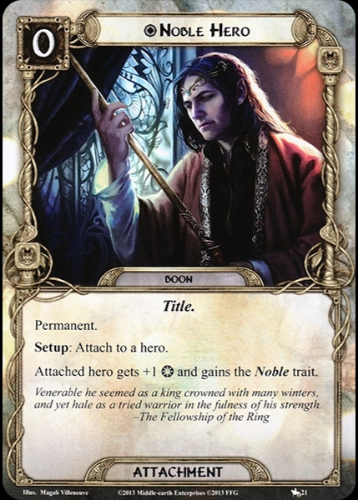 0
Noble Hero
BOON
Title.
Permanent.
Setup: Attach to a hero.
Attached hero gets +1 and gains the Noble trait.
Venerable he seemed as a king crowned with many winters,
and yet hale as a tried warrior in the fulness of his strength.
–The Fellowship of the Ring
Illus. Magali Villeneuve
ATTACHMENT
©2013 Middle-earth Enterprises ©2013 FFG
21